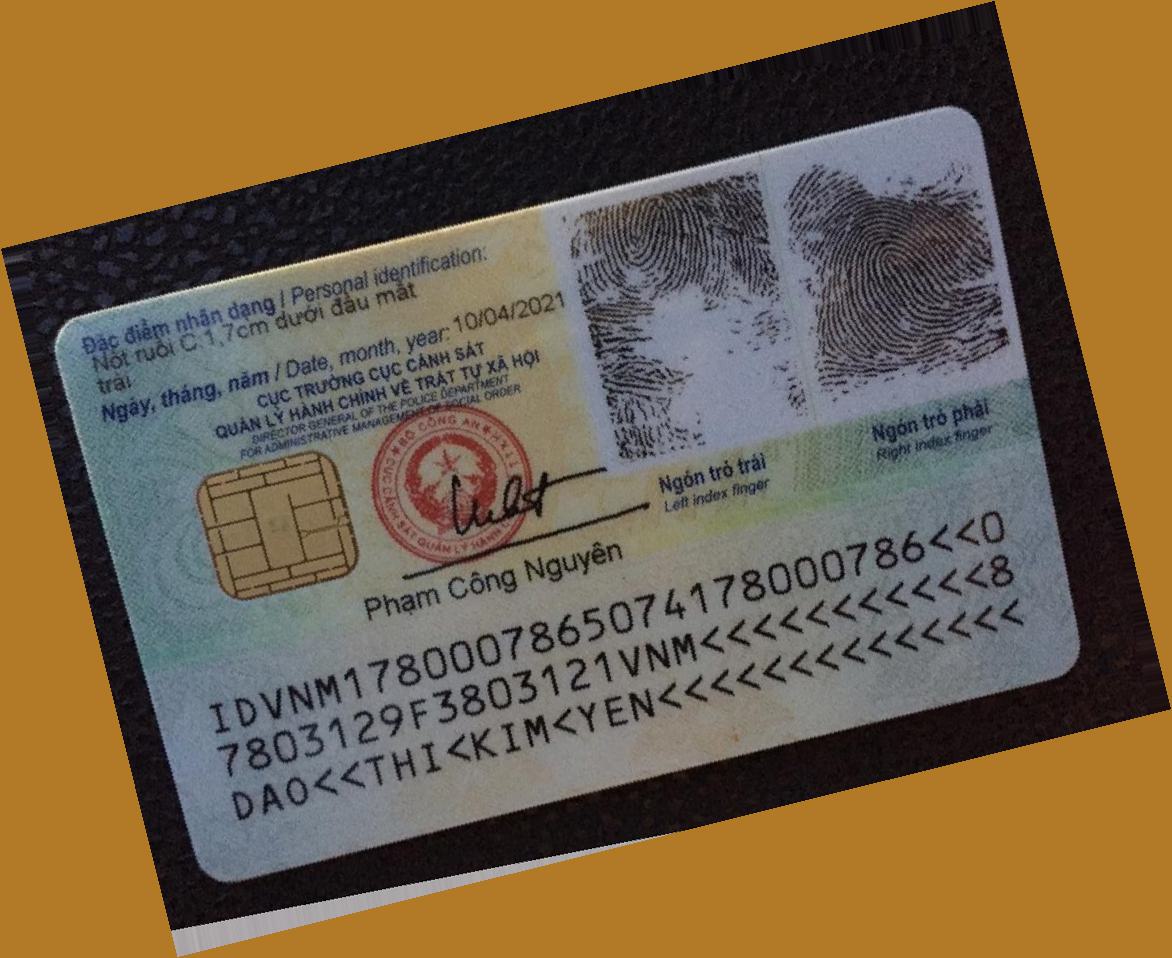 Đặc điểm nhân dạng / Personal identification:
Nốt ruồi C 1,7cm dưới đầu mắt
trái
Ngày, tháng, năm / Date, month, year: 10/04/2021
CỤC TRƯỞNG CỤC CẢNH SÁT
QUẢN LÝ HÀNH CHÍNH VỀ TRẬT TỰ XÃ HỘI
DIRECTOR GENERAL OF THE POLICE DEPARTMENT
FOR ADMINISTRATIVE MANAGEMENT OF SOCIAL ORDER
BỘ CÔNG AN
CỤC CẢNH SÁT QUẢN LÝ HÀNH
Phạm Công Nguyên
Ngón trỏ trái
Left index finger
Ngón trỏ phải
Right index finger
IDVNM1780007865074178000786<<0
7803129F3803121VNM<<<<<<<<<<<8
DAO<<THI<KIM<YEN<<<<<<<<<<<<<<